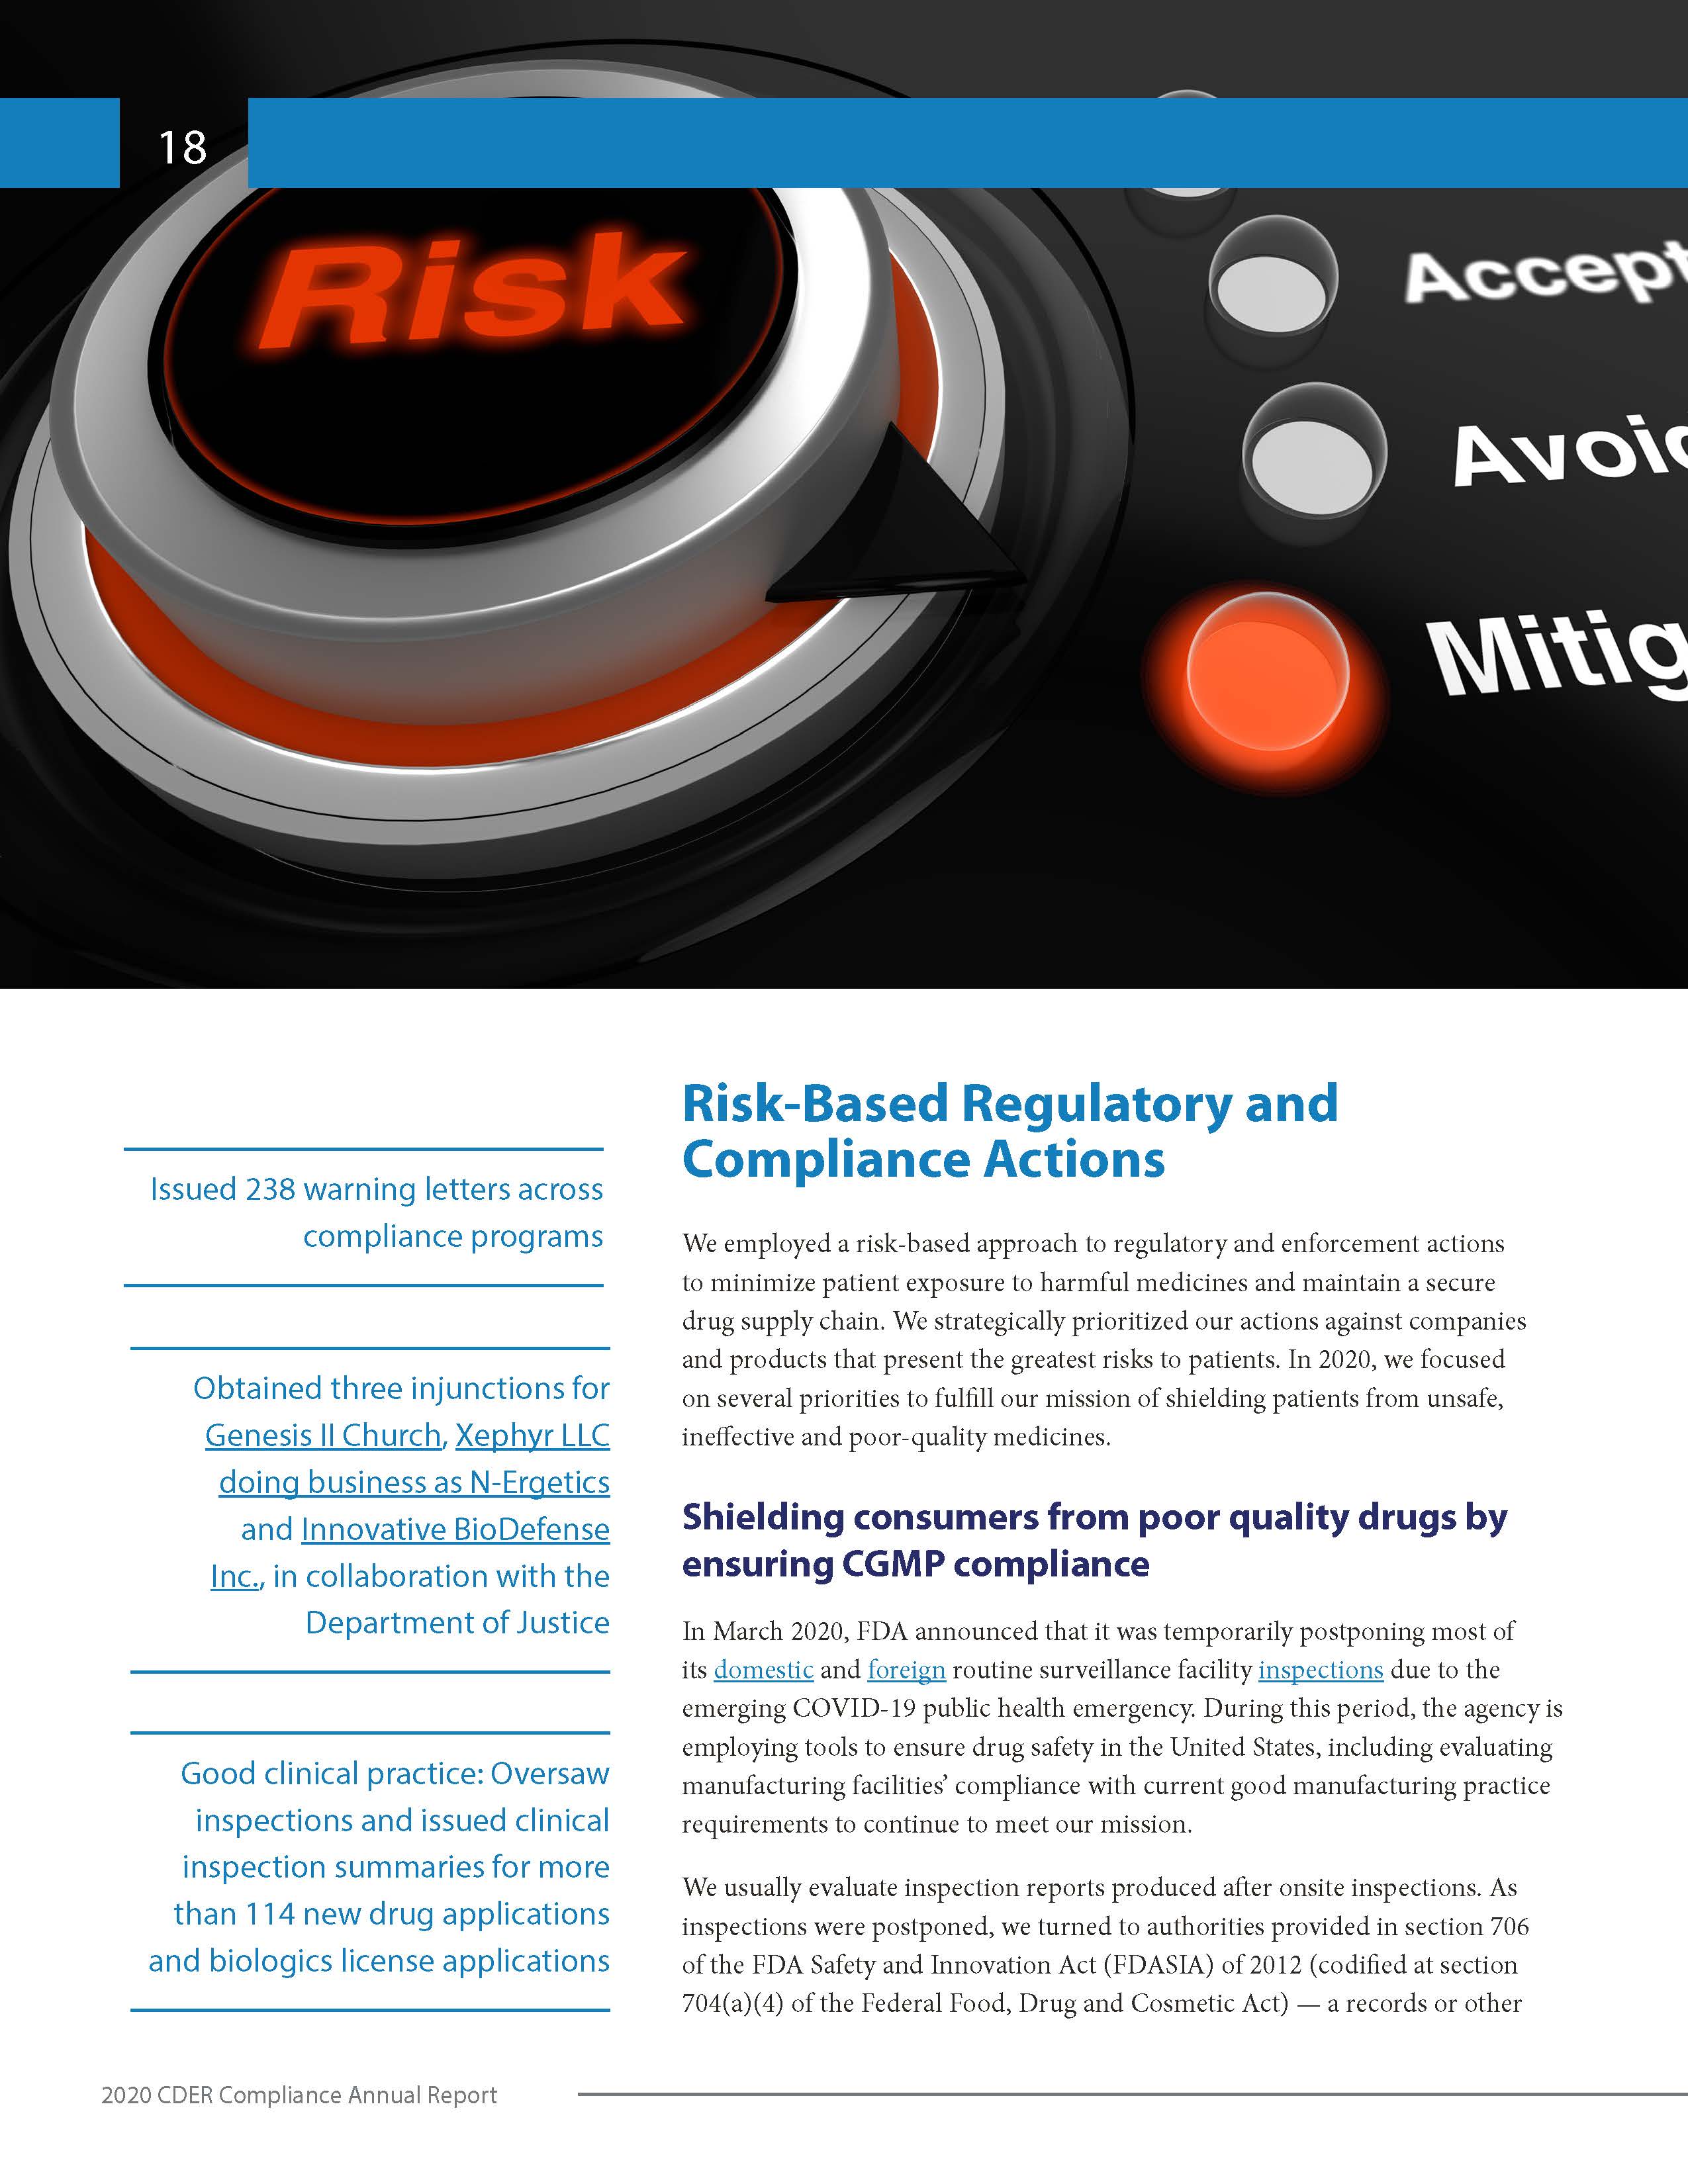 18
Risk
Accept
Avoid
Mitig
Issued 238 warning letters across
compliance programs
Obtained three injunctions for
Genesis II Church, Xephyr LLC
doing business as N-Ergetics
and Innovative BioDefense
Inc., in collaboration with the
Department of Justice
Good clinical practice: Oversaw
inspections and issued clinical
inspection summaries for more
than 114 new drug applications
and biologics license applications
Risk-Based Regulatory and
Compliance Actions
We employed a risk-based approach to regulatory and enforcement actions
to minimize patient exposure to harmful medicines and maintain a secure
drug supply chain. We strategically prioritized our actions against companies
and products that present the greatest risks to patients. In 2020, we focused
on several priorities to fulfill our mission of shielding patients from unsafe,
ineffective and poor-quality medicines.
Shielding consumers from poor quality drugs by
ensuring CGMP compliance
In March 2020, FDA announced that it was temporarily postponing most of
its domestic and foreign routine surveillance facility inspections due to the
emerging COVID-19 public health emergency. During this period, the agency is
employing tools to ensure drug safety in the United States, including evaluating
manufacturing facilities’ compliance with current good manufacturing practice
requirements to continue to meet our mission.
We usually evaluate inspection reports produced after onsite inspections. As
inspections were postponed, we turned to authorities provided in section 706
of the FDA Safety and Innovation Act (FDASIA) of 2012 (codified at section
704(a)(4) of the Federal Food, Drug and Cosmetic Act) — a records or other
2020 CDER Compliance Annual Report